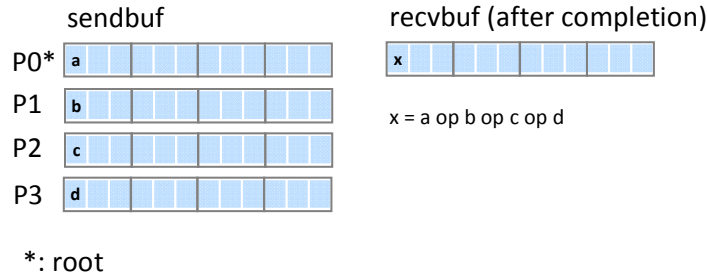 sendbuf recvbuf (after completion)
P0* a x
P1 b
x = a op b op c op d
P2 c
P3 d
*: root